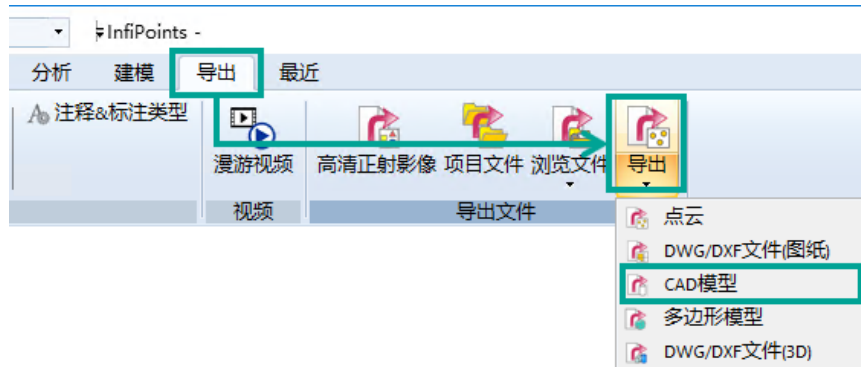 InfiPoints -
分析 建模 导出 最近
注释&标注类型
漫游视频 高清正射影像 项目文件 浏览文件 导出
视频 导出文件
点云
DWG/DXF文件(图纸)
CAD模型
多边形模型
DWG/DXF文件(3D)